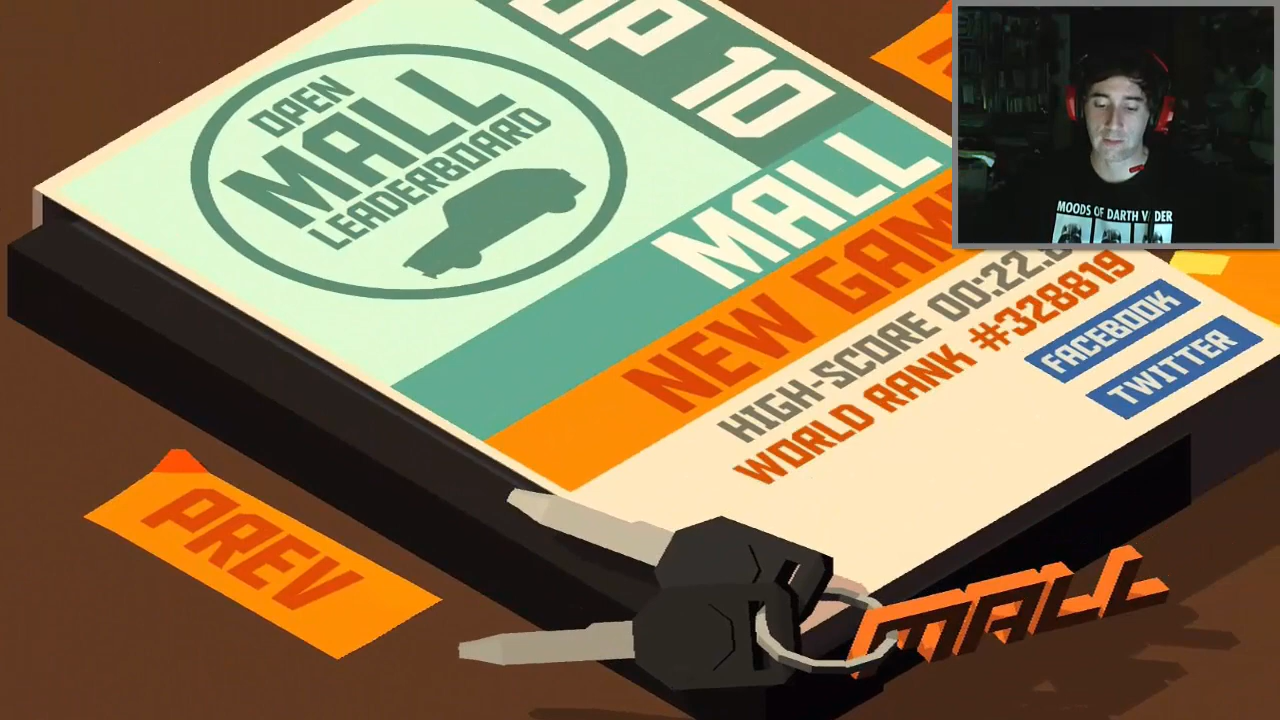 OPEN
MALL
LEADERBOARD
10
MALL
NEW GAM
HIGH-SCORE 00:22.
WORLD RANK #328819
FACEBOOK
TWITTER
PREV
MALL
MOODS OF DARTH VADER